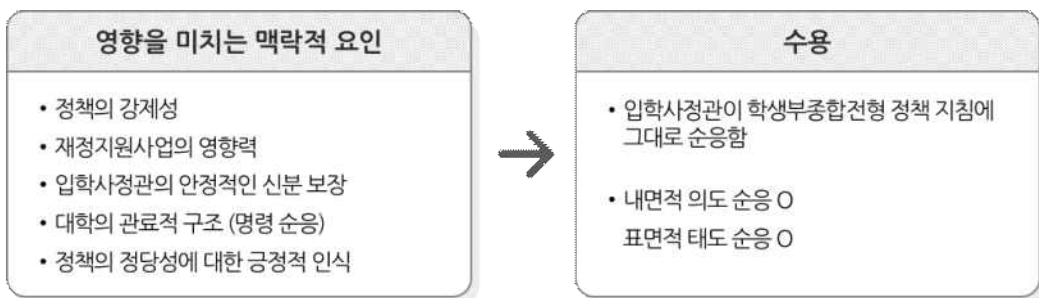 영향을 미치는 맥락적 요인
• 정책의 강제성
• 재정지원사업의 영향력
• 입학사정관의 안정적인 신분 보장
• 대학의 관료적 구조 (명령 순응)
• 정책의 정당성에 대한 긍정적 인식
수용
• 입학사정관이 학생부종합전형 정책 지침에
그대로 순응함
• 내면적 의도 순응 O
표면적 태도 순응 O